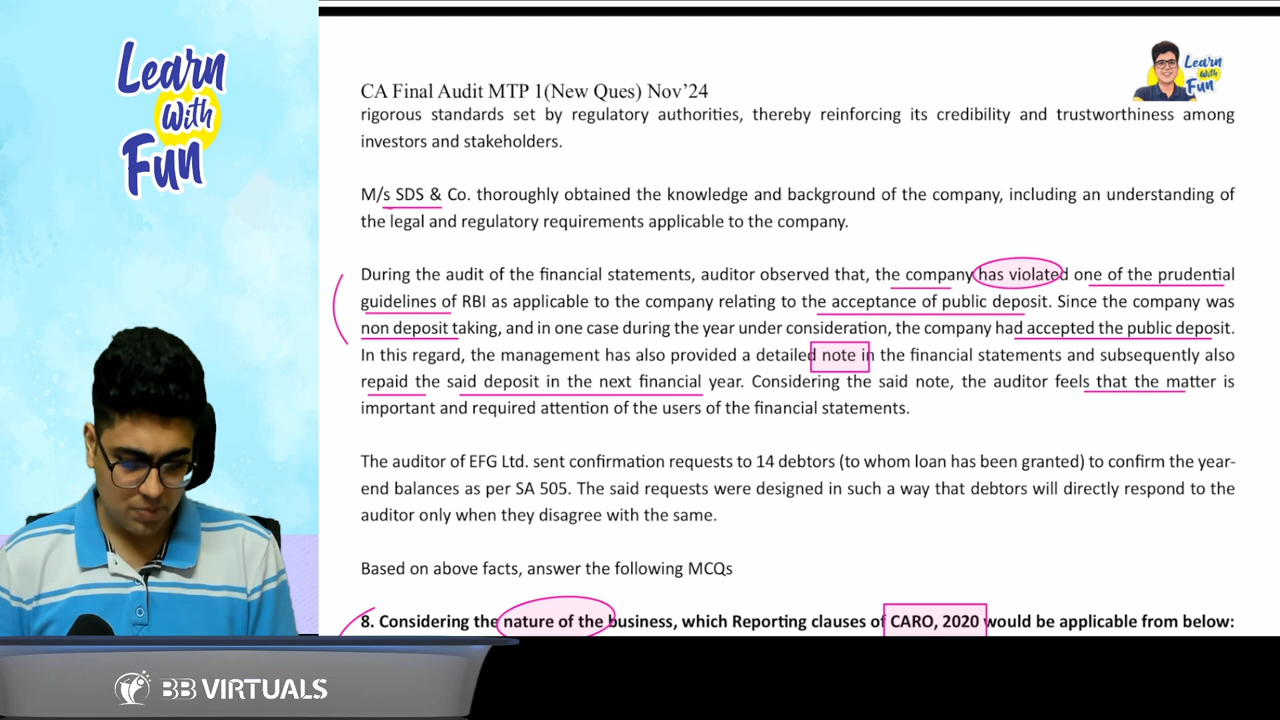 Learn
With
Fun
Learn
With
Fun
CA Final Audit MTP 1(New Ques) Nov’24
rigorous standards set by regulatory authorities, thereby reinforcing its credibility and trustworthiness among
investors and stakeholders.
M/s SDS & Co. thoroughly obtained the knowledge and background of the company, including an understanding of
the legal and regulatory requirements applicable to the company.
During the audit of the financial statements, auditor observed that, the company has violated one of the prudential
guidelines of RBI as applicable to the company relating to the acceptance of public deposit. Since the company was
non deposit taking, and in one case during the year under consideration, the company had accepted the public deposit.
In this regard, the management has also provided a detailed note in the financial statements and subsequently also
repaid the said deposit in the next financial year. Considering the said note, the auditor feels that the matter is
important and required attention of the users of the financial statements.
The auditor of EFG Ltd. sent confirmation requests to 14 debtors (to whom loan has been granted) to confirm the year-
end balances as per SA 505. The said requests were designed in such a way that debtors will directly respond to the
auditor only when they disagree with the same.
Based on above facts, answer the following MCQs
8. Considering the nature of the business, which Reporting clauses of CARO, 2020 would be applicable from below:
BB VIRTUALS